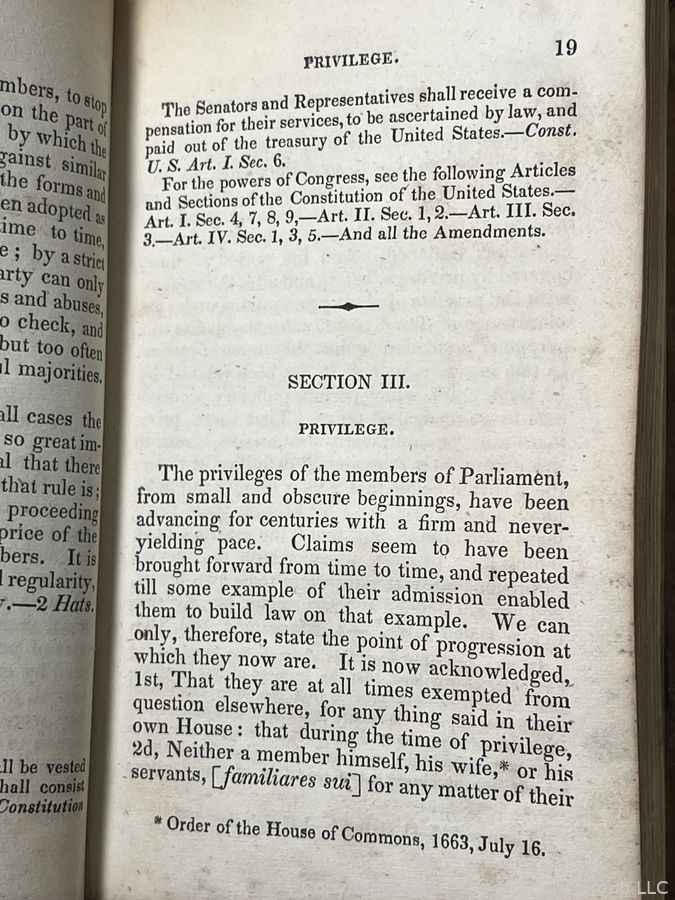 mbers, to stop
on the part of
by which the
gainst similar
the forms and
en adopted as
ime to time,
e; by a strict
arty can only
s and abuses,
o check, and
but too often
l majorities.
all cases the
so great im-
al that there
that rule is;
proceeding
price of the
bers. It is
regularity,
.—2 Hats.
ll be vested
hall consist
Constitution
PRIVILEGE. 19
The Senators and Representatives shall receive a com-
pensation for their services, to be ascertained by law, and
paid out of the treasury of the United States.—Const.
U. S. Art. I. Sec. 6.
For the powers of Congress, see the following Articles
and Sections of the Constitution of the United States.—
Art. I. Sec. 4, 7, 8, 9,—Art. II. Sec. 1, 2.—Art. III. Sec.
3.—Art. IV. Sec. 1, 3, 5.—And all the Amendments.
SECTION III.
PRIVILEGE.
The privileges of the members of Parliament,
from small and obscure beginnings, have been
advancing for centuries with a firm and never-
yielding pace. Claims seem to have been
brought forward from time to time, and repeated
till some example of their admission enabled
them to build law on that example. We can
only, therefore, state the point of progression at
which they now are. It is now acknowledged,
1st, That they are at all times exempted from
question elsewhere, for any thing said in their
own House: that during the time of privilege,
2d, Neither a member himself, his wife,* or his
servants, [familiares sui] for any matter of their
* Order of the House of Commons, 1663, July 16.
LLC